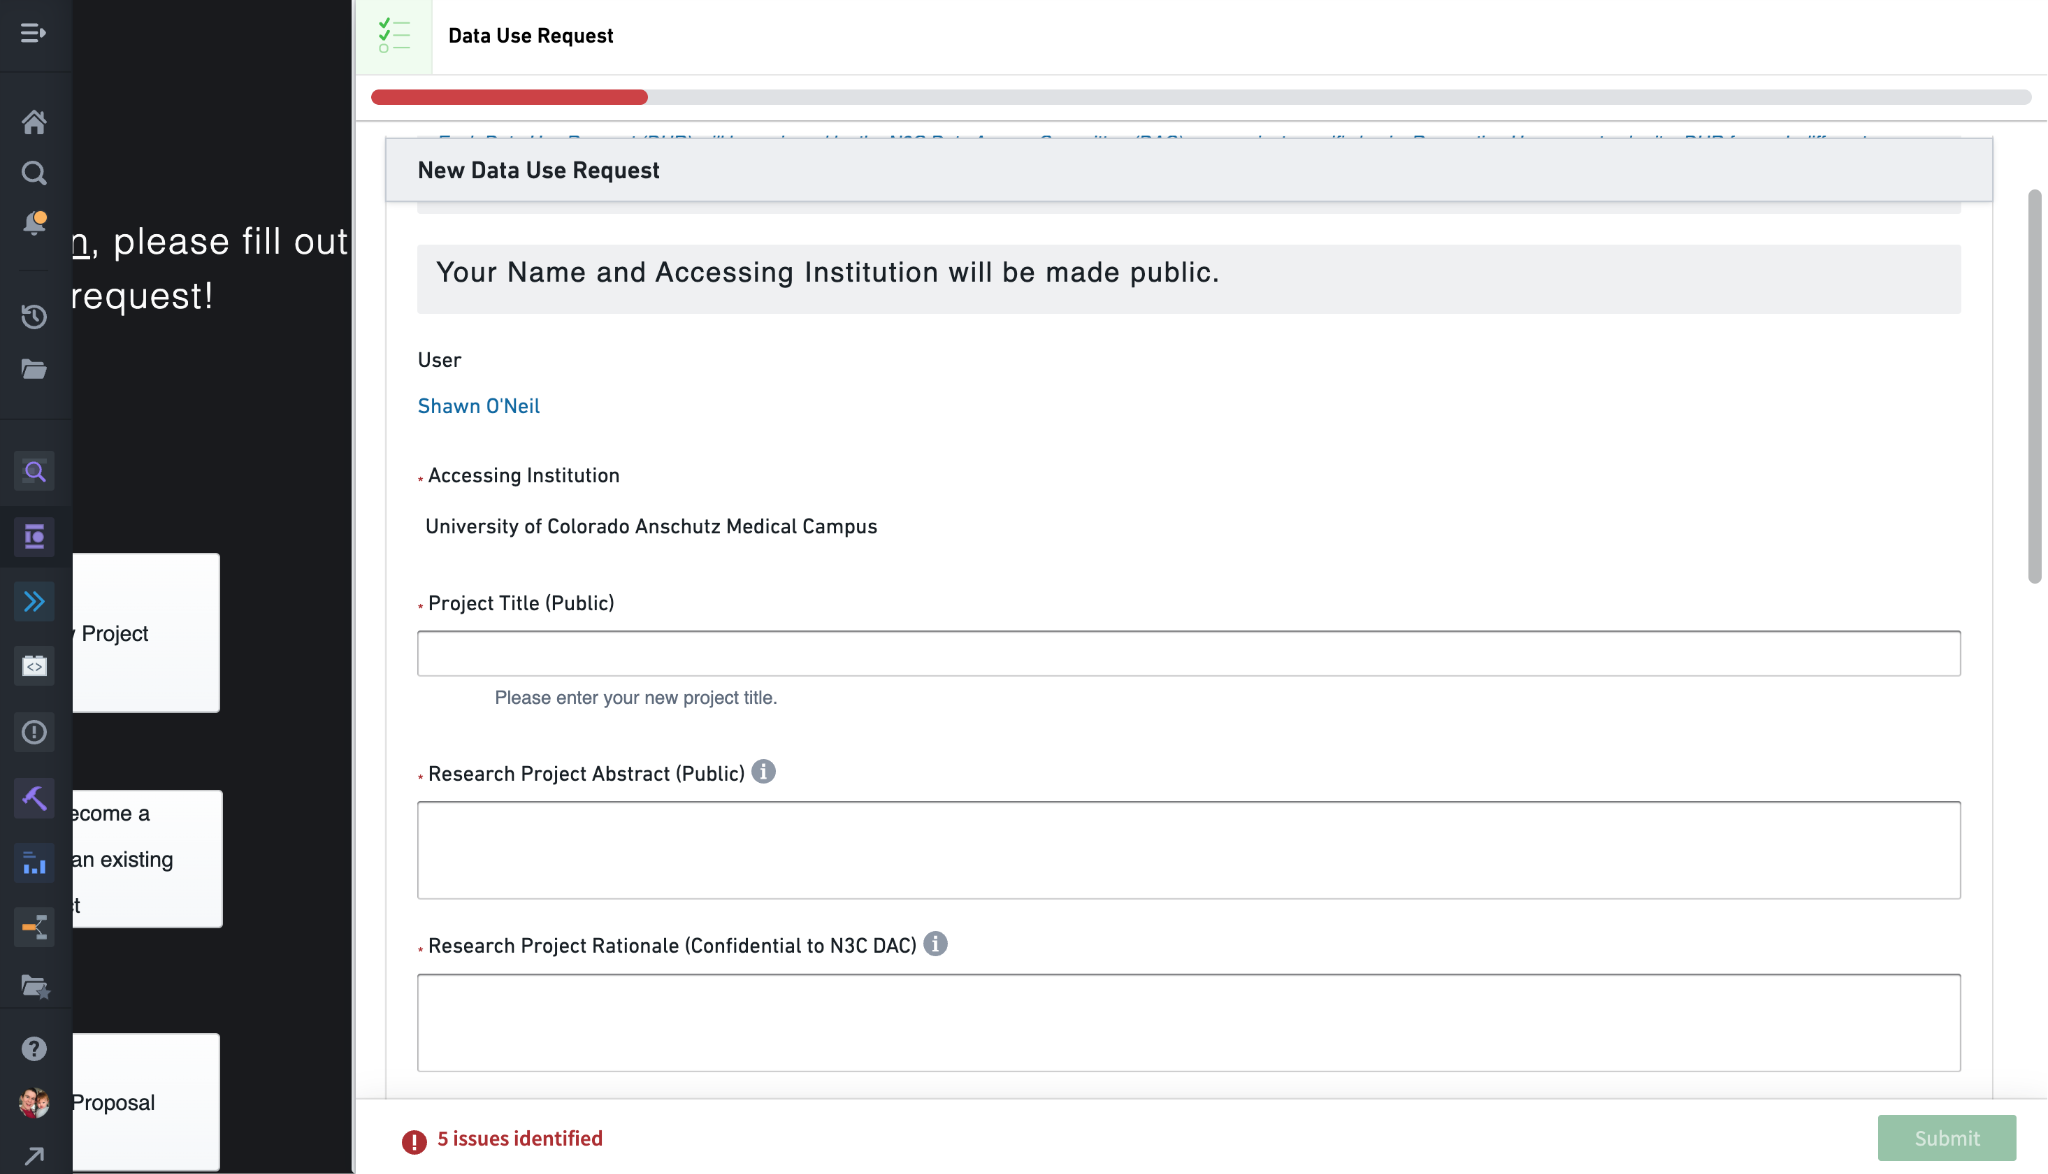 Data Use Request
New Data Use Request
n, please fill out
request!
Your Name and Accessing Institution will be made public.
User
Shawn O'Neil
* Accessing Institution
University of Colorado Anschutz Medical Campus
* Project Title (Public)
Please enter your new project title.
Project
* Research Project Abstract (Public)
ecome a
an existing
ct
* Research Project Rationale (Confidential to N3C DAC)
Proposal
5 issues identified
Submit